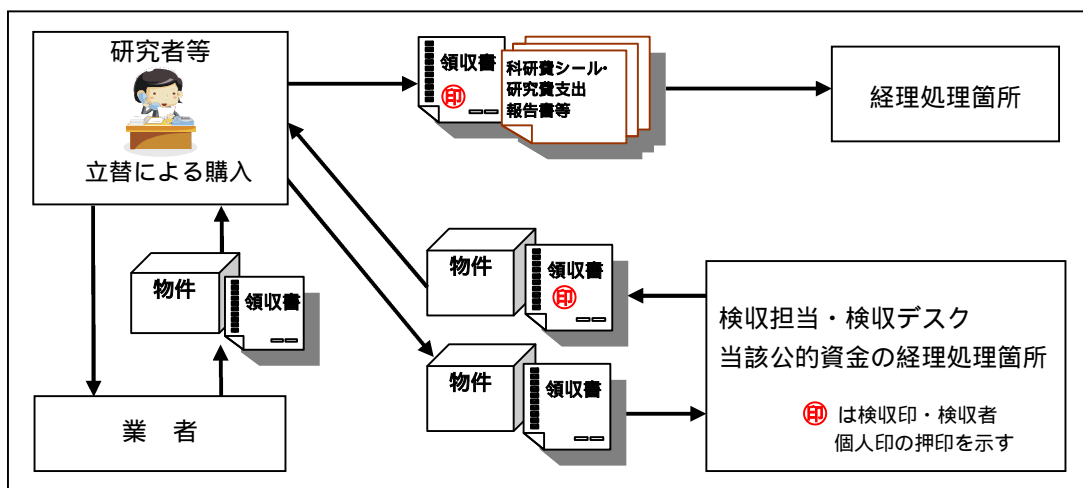 研究者等
立替による購入
領収書
印
科研費シール・
研究費支出
報告書等
経理処理箇所
物件
領収書
業　者
物件
領収書
印
物件
領収書
検収担当・検収デスク
当該公的資金の経理処理箇所
印は検収印・検収者
個人印の押印を示す